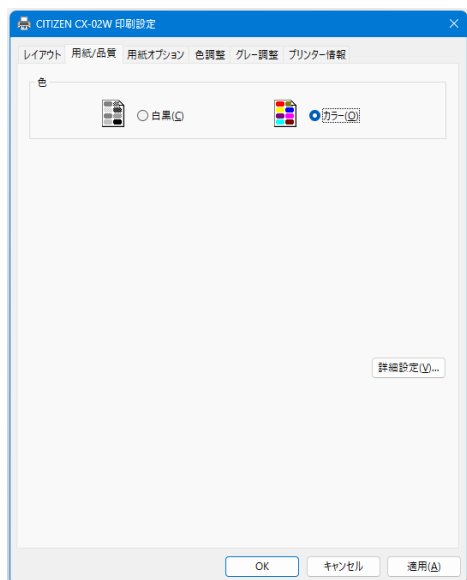 CITIZEN CX-02W 印刷設定
レイアウト 用紙/品質 用紙オプション 色調整 グレー調整 プリンター情報
色
白黒(C) カラー(O)
詳細設定(V)...
OK キャンセル 適用(A)